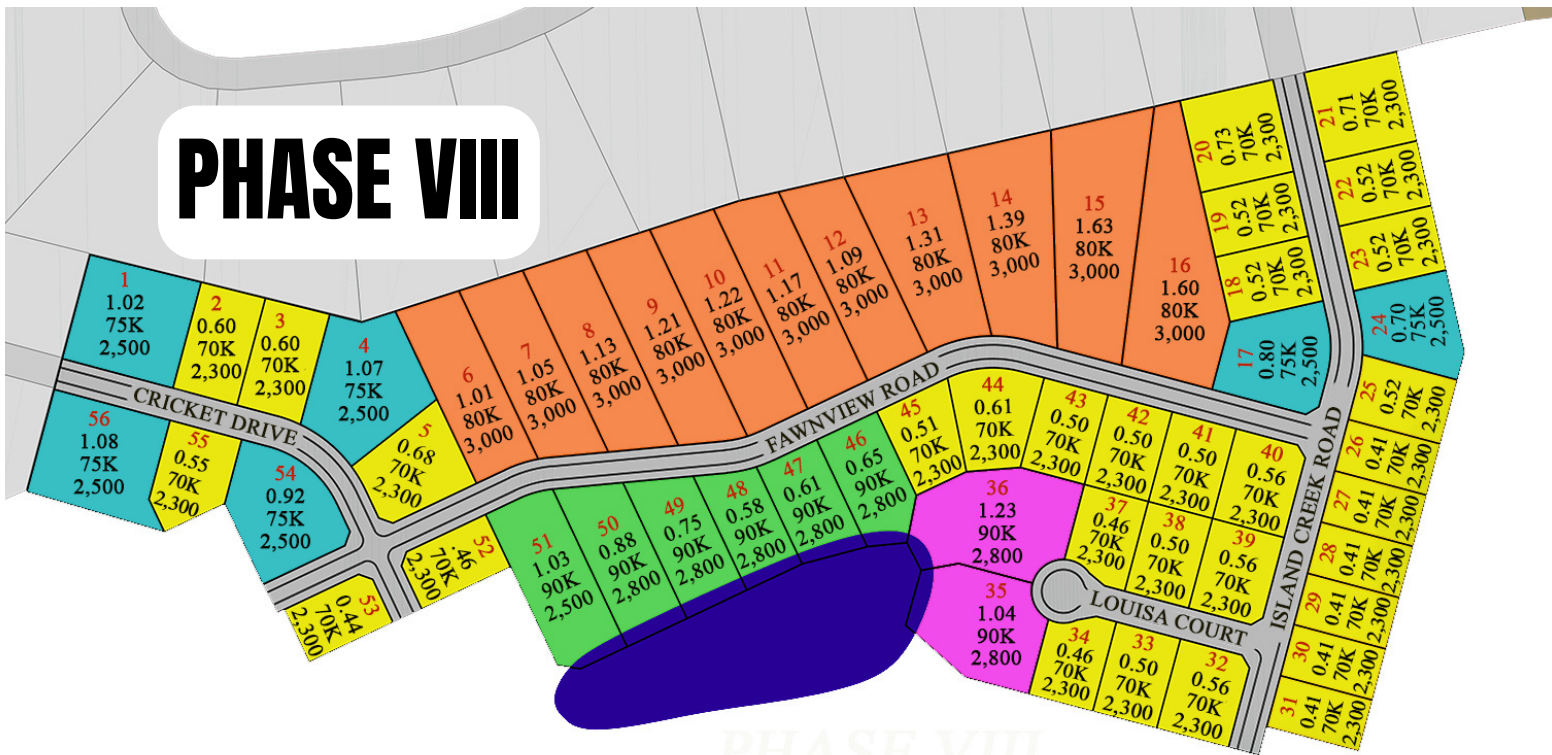 PHASE VIII
1
1.02
75K
2,500
2
0.60
70K
2,300
3
0.60
70K
2,300
4
1.07
75K
2,500
5
0.68
70K
2,300
6
1.01
80K
3,000
7
1.05
80K
3,000
8
1.13
80K
3,000
9
1.21
80K
3,000
10
1.22
80K
3,000
11
1.17
80K
3,000
12
1.09
80K
3,000
13
1.31
80K
3,000
14
1.39
80K
3,000
15
1.63
80K
3,000
16
1.60
80K
3,000
17
0.80
75K
2,500
18
0.52
70K
2,300
19
0.52
70K
2,300
20
0.73
70K
2,300
21
0.71
70K
2,300
22
0.52
70K
2,300
23
0.52
70K
2,300
24
0.70
75K
2,500
25
0.52
70K
2,300
26
0.41
70K
2,300
27
0.41
70K
2,300
28
0.41
70K
2,300
29
0.41
70K
2,300
30
0.41
70K
2,300
31
0.41
70K
2,300
32
0.56
70K
2,300
33
0.50
70K
2,300
34
0.46
70K
2,300
35
1.04
90K
2,800
36
1.23
90K
2,800
37
0.46
70K
2,300
38
0.50
70K
2,300
39
0.56
70K
2,300
40
0.56
70K
2,300
41
0.50
70K
2,300
42
0.50
70K
2,300
43
0.50
70K
2,300
44
0.61
70K
2,300
45
0.51
70K
2,300
46
0.65
90K
2,800
47
0.61
90K
2,800
48
0.58
90K
2,800
49
0.75
90K
2,800
50
0.88
90K
2,800
51
1.03
90K
2,500
52
.46
70K
2,300
53
0.44
70K
2,300
54
0.92
75K
2,500
55
0.55
70K
2,300
56
1.08
75K
2,500
CRICKET DRIVE
FAWNVIEW ROAD
ISLAND CREEK ROAD
LOUISA COURT
PHASE VIII